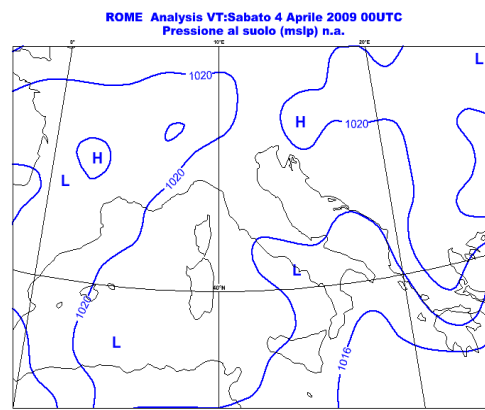 ROME Analysis VT:Sabato 4 Aprile 2009 00UTC
Pressione al suolo (mslp) n.a.
0° 10°E 20°E
L
1020
H
1020
H
L
1020
L
40°N
1020
L
1016